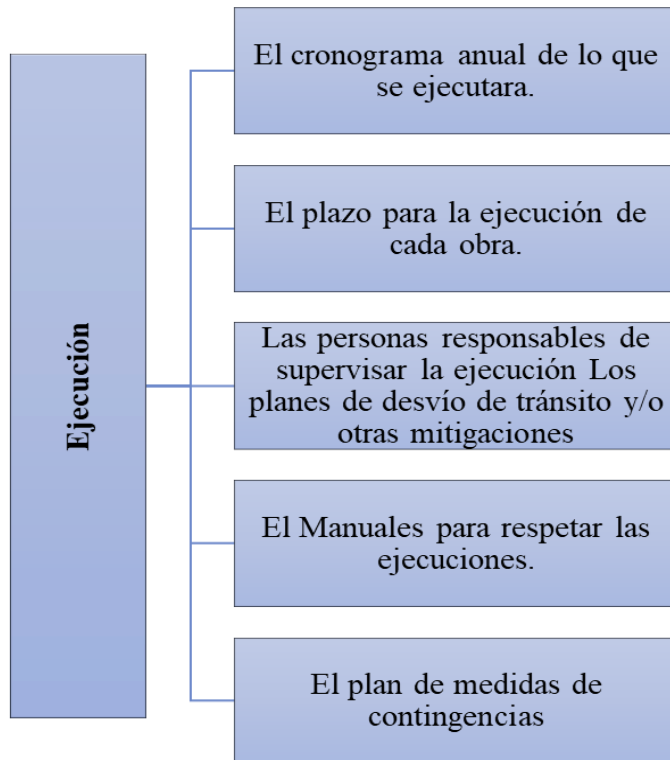 Ejecución
El cronograma anual de lo que
se ejecutara.
El plazo para la ejecución de
cada obra.
Las personas responsables de
supervisar la ejecución Los
planes de desvío de tránsito y/o
otras mitigaciones
El Manuales para respetar las
ejecuciones.
El plan de medidas de
contingencias